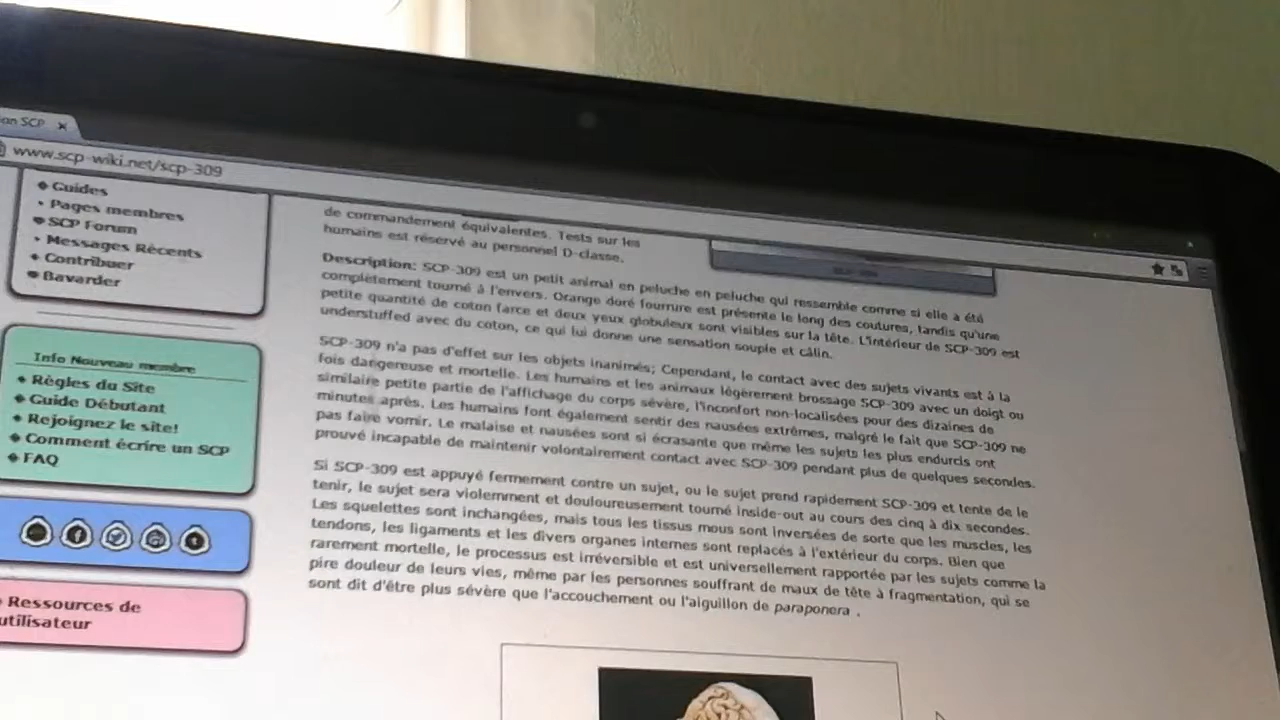 on SCP
www.scp-wiki.net/scp-309
Guides
Pages membres
SCP Forum
Messages Récents
Contribuer
Bavarder
Info Nouveau membre
Règles du Site
Guide Débutant
Rejoignez le site!
Comment écrire un SCP
FAQ
Ressources de
utilisateur
de commandement équivalentes. Tests sur les
humains est réservé au personnel D-classe.
Description: SCP-309 est un petit animal en peluche en peluche qui ressemble comme si elle a été
complètement tourné à l'envers. Orange doré fourrure est présente le long des coutures, tandis qu'une
petite quantité de coton farce et deux yeux globuleux sont visibles sur la tête. L'intérieur de SCP-309 est
understuffed avec du coton, ce qui lui donne une sensation souple et câlin.
SCP-309 n'a pas d'effet sur les objets inanimés; Cependant, le contact avec des sujets vivants est à la
fois dangereuse et mortelle. Les humains et les animaux légèrement brossage SCP-309 avec un doigt ou
similaire petite partie de l'affichage du corps sévère, l'inconfort non-localisées pour des dizaines de
minutes après. Les humains font également sentir des nausées extrêmes, malgré le fait que SCP-309 ne
pas faire vomir. Le malaise et nausées sont si écrasante que même les sujets les plus endurcis ont
prouvé incapable de maintenir volontairement contact avec SCP-309 pendant plus de quelques secondes.
Si SCP-309 est appuyé fermement contre un sujet, ou le sujet prend rapidement SCP-309 et tente de le
tenir, le sujet sera violemment et douloureusement tourné inside-out au cours des cinq à dix secondes.
Les squelettes sont inchangées, mais tous les tissus mous sont inversées de sorte que les muscles, les
tendons, les ligaments et les divers organes internes sont replacés à l'extérieur du corps. Bien que
rarement mortelle, le processus est irréversible et est universellement rapportée par les sujets comme la
pire douleur de leurs vies, même par les personnes souffrant de maux de tête à fragmentation, qui se
sont dit d'être plus sévère que l'accouchement ou l'aiguillon de paraponera .